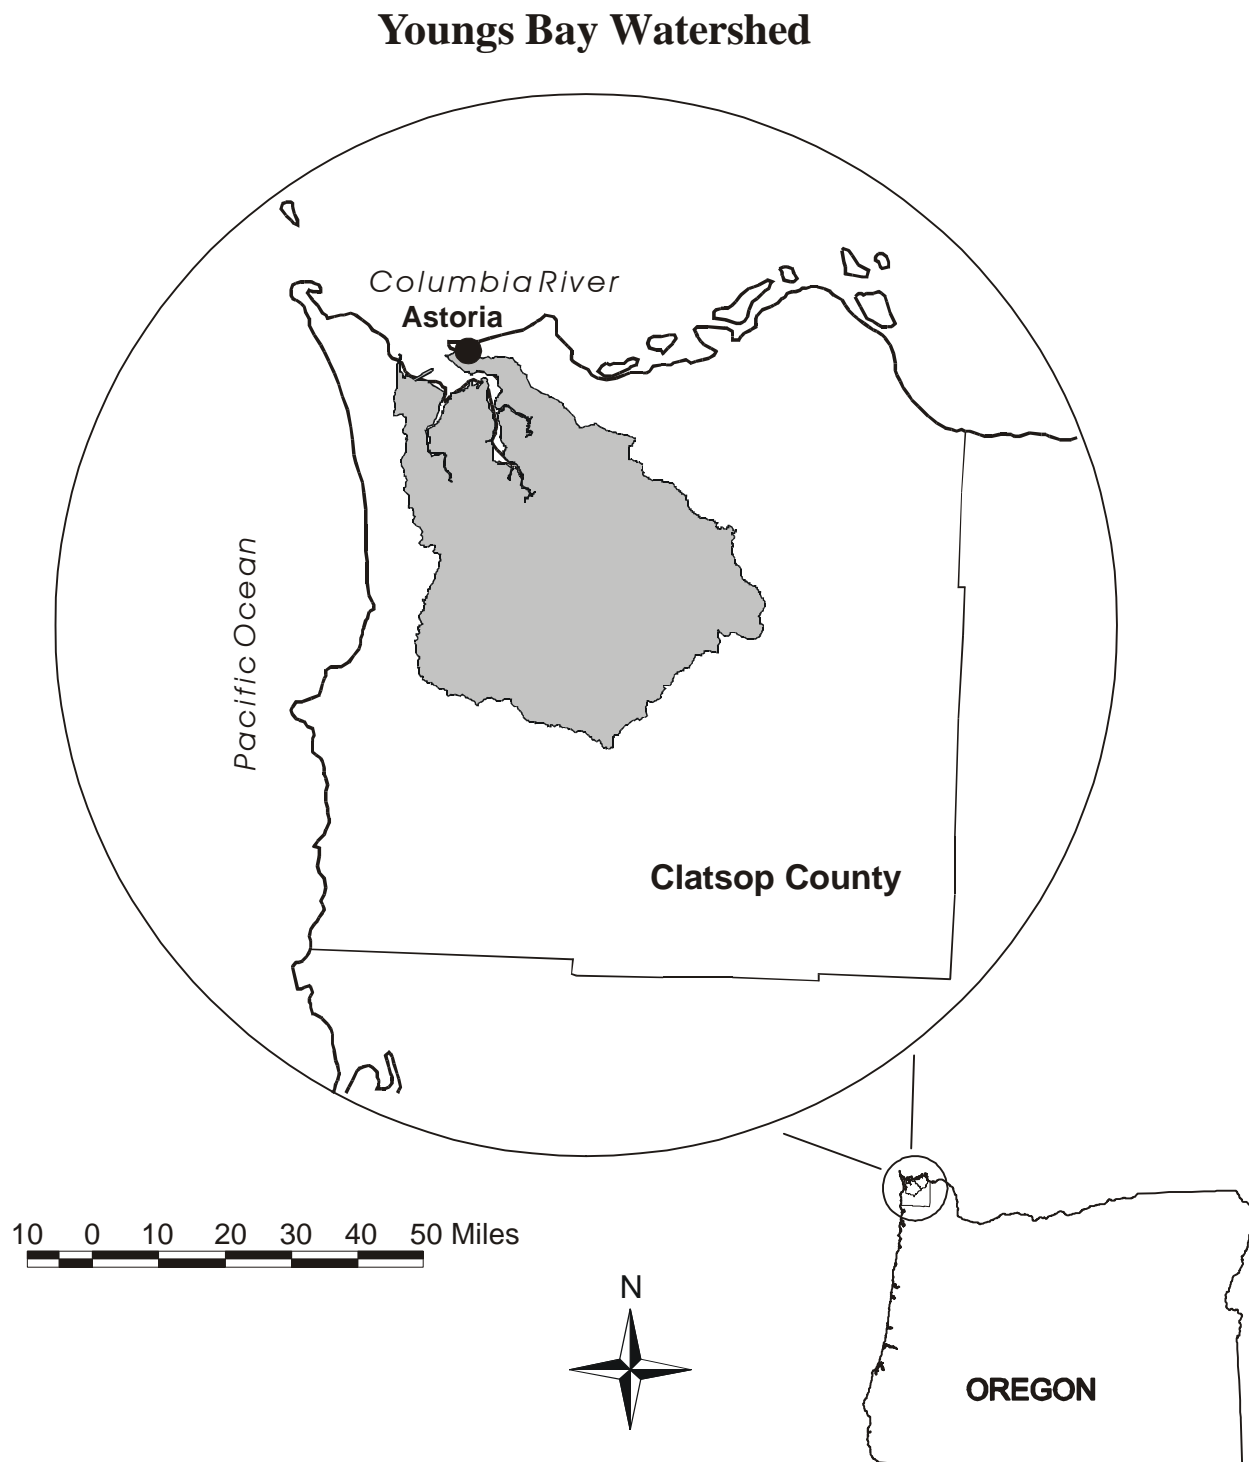 Youngs Bay Watershed
Columbia River
Astoria
Pacific Ocean
Clatsop County
10 0 10 20 30 40 50 Miles
N
OREGON